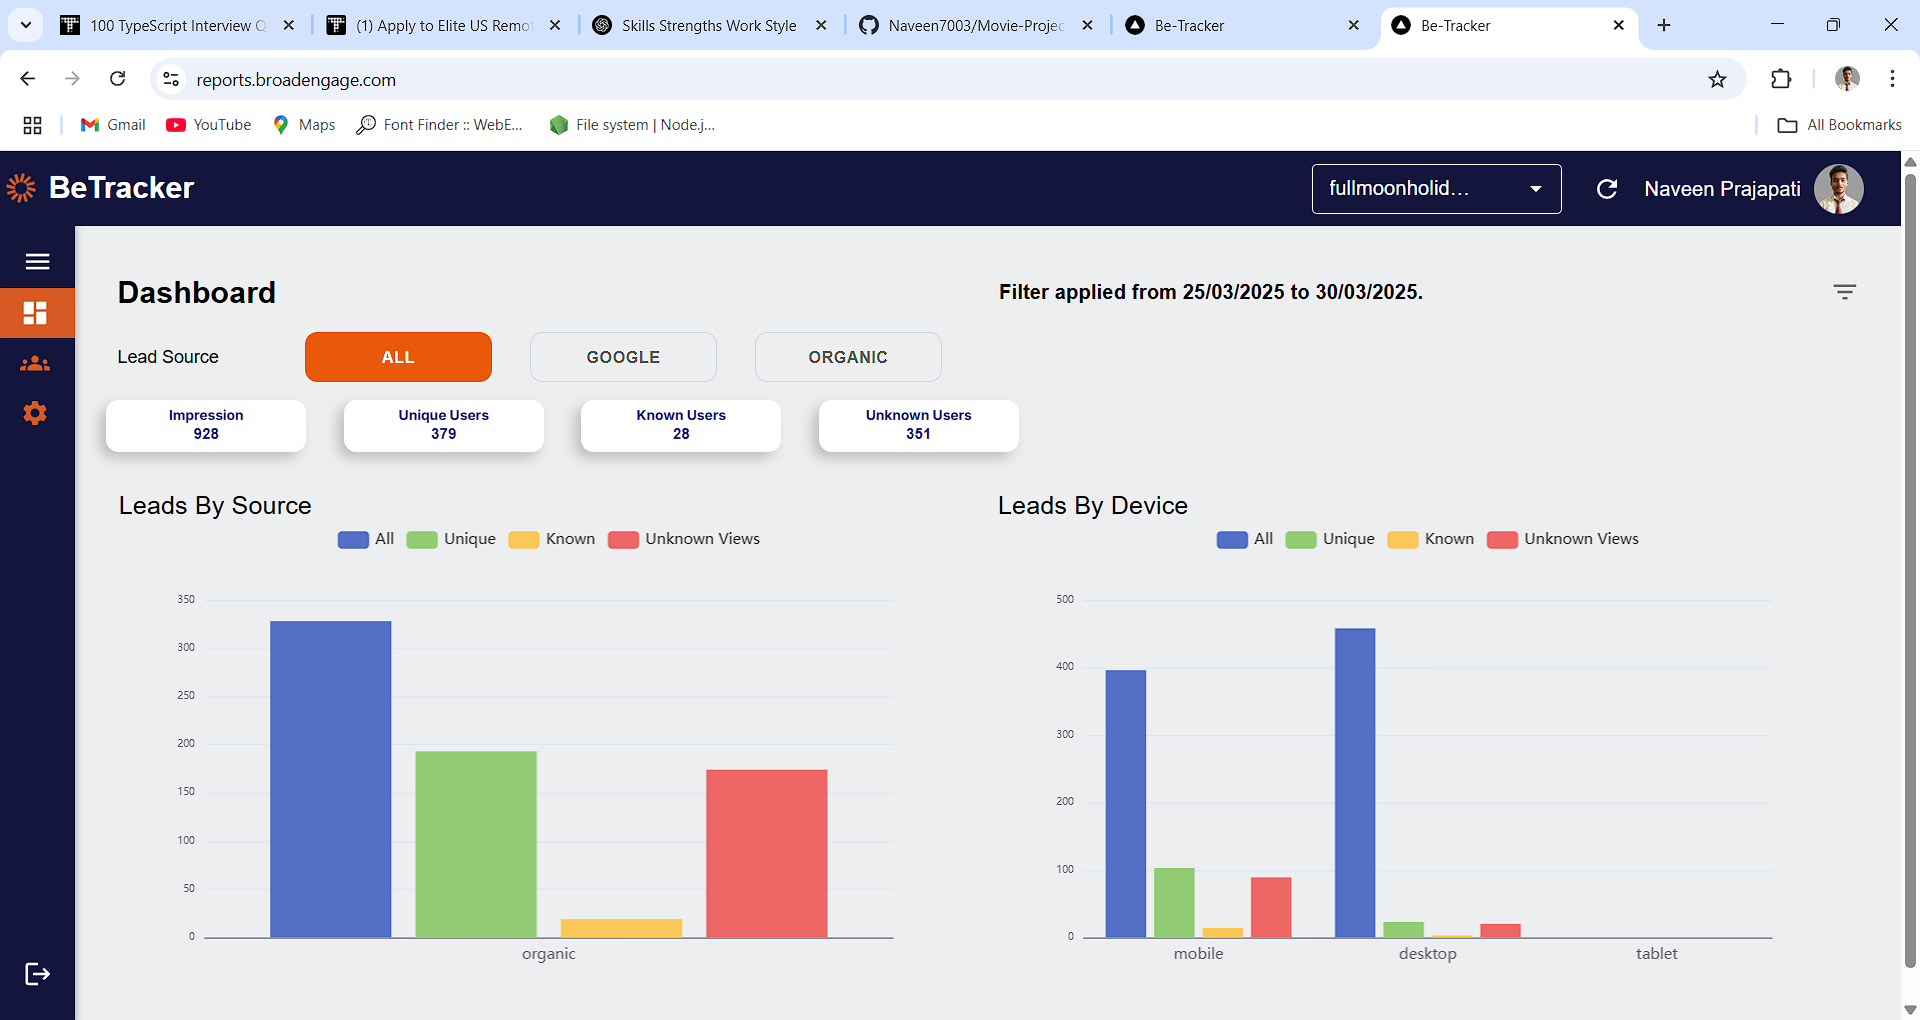 100 TypeScript Interview Q
(1) Apply to Elite US Remo
Skills Strengths Work Style
Naveen7003/Movie-Projec
Be-Tracker
Be-Tracker
reports.broadengage.com
Gmail
YouTube
Maps
Font Finder :: WebE...
File system | Node.j...
All Bookmarks
BeTracker
fullmoonholid...
Naveen Prajapati
Dashboard
Filter applied from 25/03/2025 to 30/03/2025.
Lead Source
ALL
GOOGLE
ORGANIC
Impression
928
Unique Users
379
Known Users
28
Unknown Users
351
Leads By Source
All
Unique
Known
Unknown Views
350
300
250
200
150
100
50
0
organic
Leads By Device
All
Unique
Known
Unknown Views
500
400
300
200
100
0
mobile
desktop
tablet